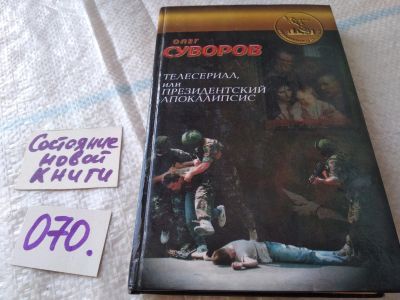 ОЛЕГ
СУВОРОВ
ТЕЛЕСЕРИАЛ,
ИЛИ
ПРЕЗИДЕНТСКИЙ
АПОКАЛИПСИС
Состояние
новой
книги
070.